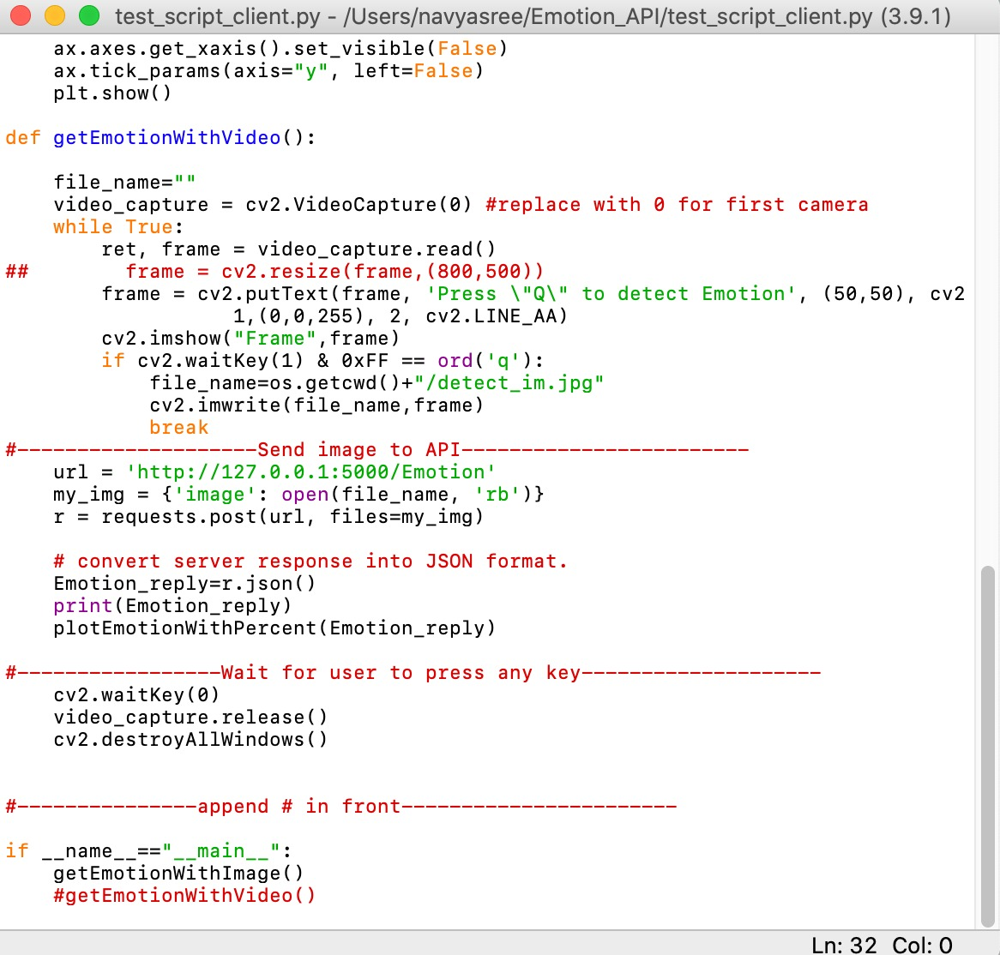 test_script_client.py - /Users/navyasree/Emotion_API/test_script_client.py (3.9.1)
    ax.axes.get_xaxis().set_visible(False)
    ax.tick_params(axis="y", left=False)
    plt.show()

def getEmotionWithVideo():

    file_name=""
    video_capture = cv2.VideoCapture(0) #replace with 0 for first camera
    while True:
        ret, frame = video_capture.read()
##        frame = cv2.resize(frame,(800,500))
        frame = cv2.putText(frame, 'Press \"Q\" to detect Emotion', (50,50), cv2
                   1,(0,0,255), 2, cv2.LINE_AA)
        cv2.imshow("Frame",frame)
        if cv2.waitKey(1) & 0xFF == ord('q'):
            file_name=os.getcwd()+"/detect_im.jpg"
            cv2.imwrite(file_name,frame)
            break
#--------------------Send image to API------------------------
    url = 'http://127.0.0.1:5000/Emotion'
    my_img = {'image': open(file_name, 'rb')}
    r = requests.post(url, files=my_img)

    # convert server response into JSON format.
    Emotion_reply=r.json()
    print(Emotion_reply)
    plotEmotionWithPercent(Emotion_reply)

#-----------------Wait for user to press any key--------------------
    cv2.waitKey(0)
    video_capture.release()
    cv2.destroyAllWindows()


#---------------append # in front-----------------------

if __name__=="__main__":
    getEmotionWithImage()
    #getEmotionWithVideo()
Ln: 32 Col: 0